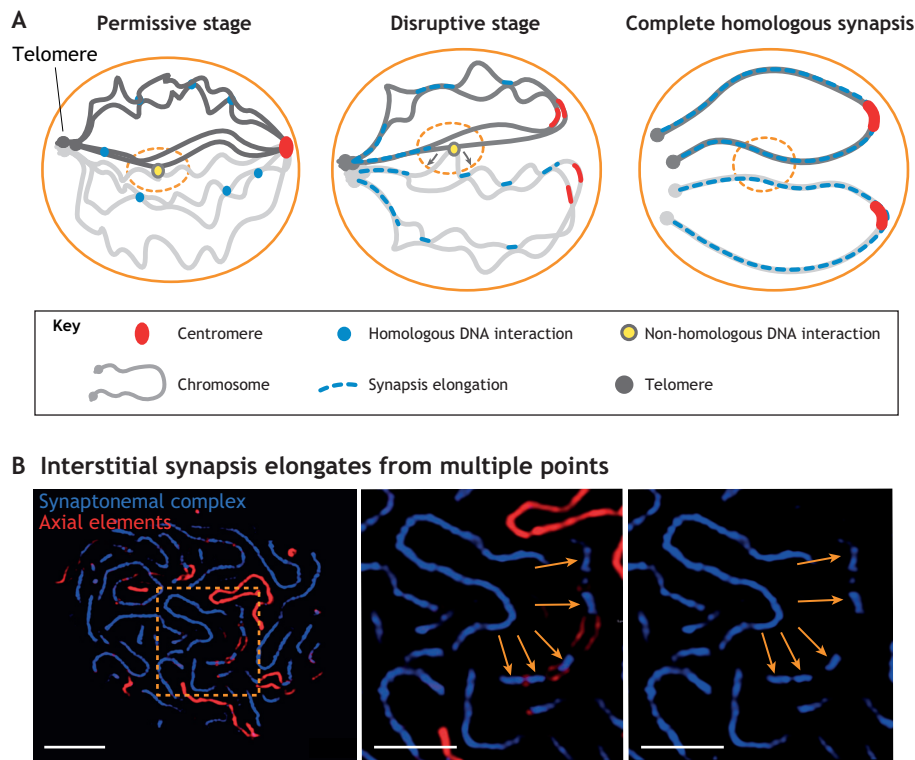 A
Permissive stage
Disruptive stage
Complete homologous synapsis
Telomere
Key
Centromere
Homologous DNA interaction
Non-homologous DNA interaction
Chromosome
Synapsis elongation
Telomere
B Interstitial synapsis elongates from multiple points
Synaptonemal complex
Axial elements